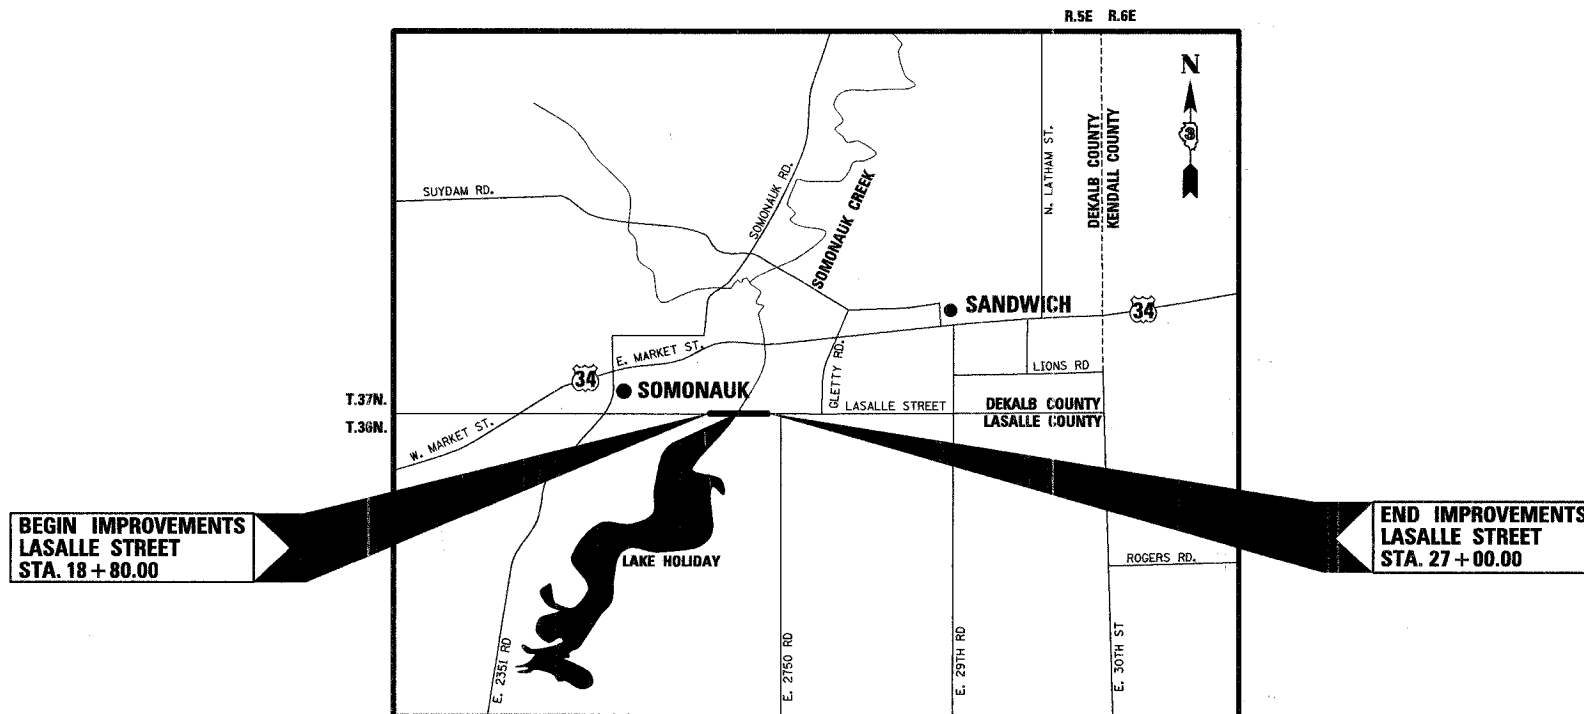 R.5E R.6E
N
SUYDAM RD.
SOMONAUK RD.
SOMONAUK CREEK
N. LATHAM ST.
DEKALB COUNTY
KENDALL COUNTY
SANDWICH
34
E. MARKET ST.
GLETTY RD.
LIONS RD
34
SOMONAUK
T.37N.
LASALLE STREET
DEKALB COUNTY
T.36N.
LASALLE COUNTY
W. MARKET ST.
BEGIN IMPROVEMENTS
LASALLE STREET
STA. 18+80.00
END IMPROVEMENTS
LASALLE STREET
STA. 27+00.00
LAKE HOLIDAY
ROGERS RD.
E. 2351 RD
E. 2750 RD
E. 29TH RD
E. 30TH ST